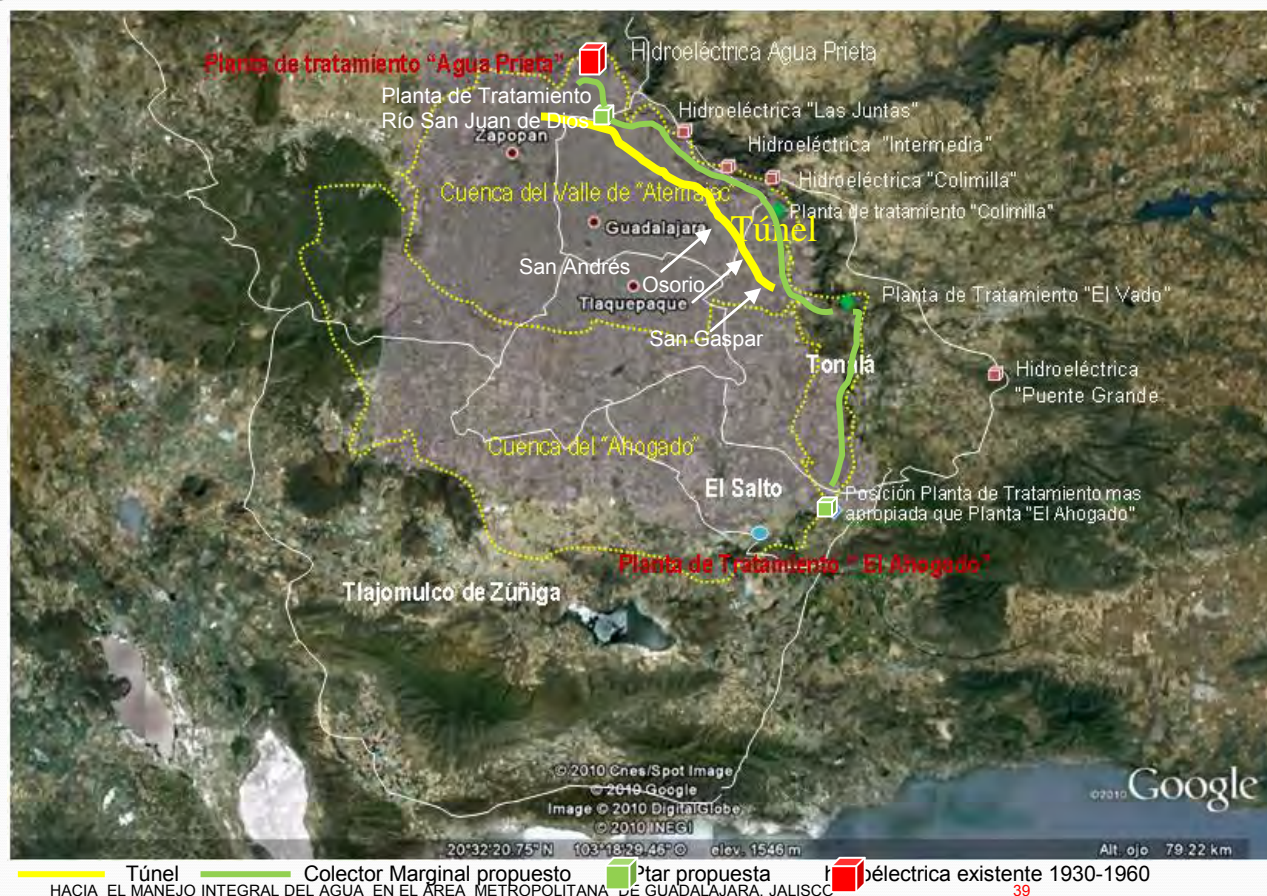 Hidroeléctrica Agua Prieta
Planta de tratamiento "Agua Prieta"
Planta de Tratamiento
Río San Juan de Dios
Hidroeléctrica "Las Juntas"
Zapopan
Hidroeléctrica "Intermedia"
Hidroeléctrica "Colimilla"
Cuenca del Valle de "Atemajac"
Planta de tratamiento "Colimilla"
Guadalajara
Túnel
San Andrés
Osorio
Tlaquepaque
Planta de Tratamiento "El Vado"
San Gaspar
Tonalá
Hidroeléctrica
"Puente Grande
Cuenca del "Ahogado"
El Salto
Posición Planta de Tratamiento mas
apropiada que Planta "El Ahogado"
Planta de Tratamiento " El Ahogado"
Tlajomulco de Zúñiga
© 2010 Cnes/Spot Image
© 2010 Google
Image © 2010 DigitalGlobe
© 2010 INEGI
©2010 Google
20°32'20.75" N 103°18'29.46" O elev. 1546 m
Alt. ojo 79.22 km
Túnel Colector Marginal propuesto Ptar propuesta existente 1930-1960
HACIA EL MANEJO INTEGRAL DEL AGUA EN EL ÁREA METROPOLITANA DE GUADALAJARA, JALISCO 39